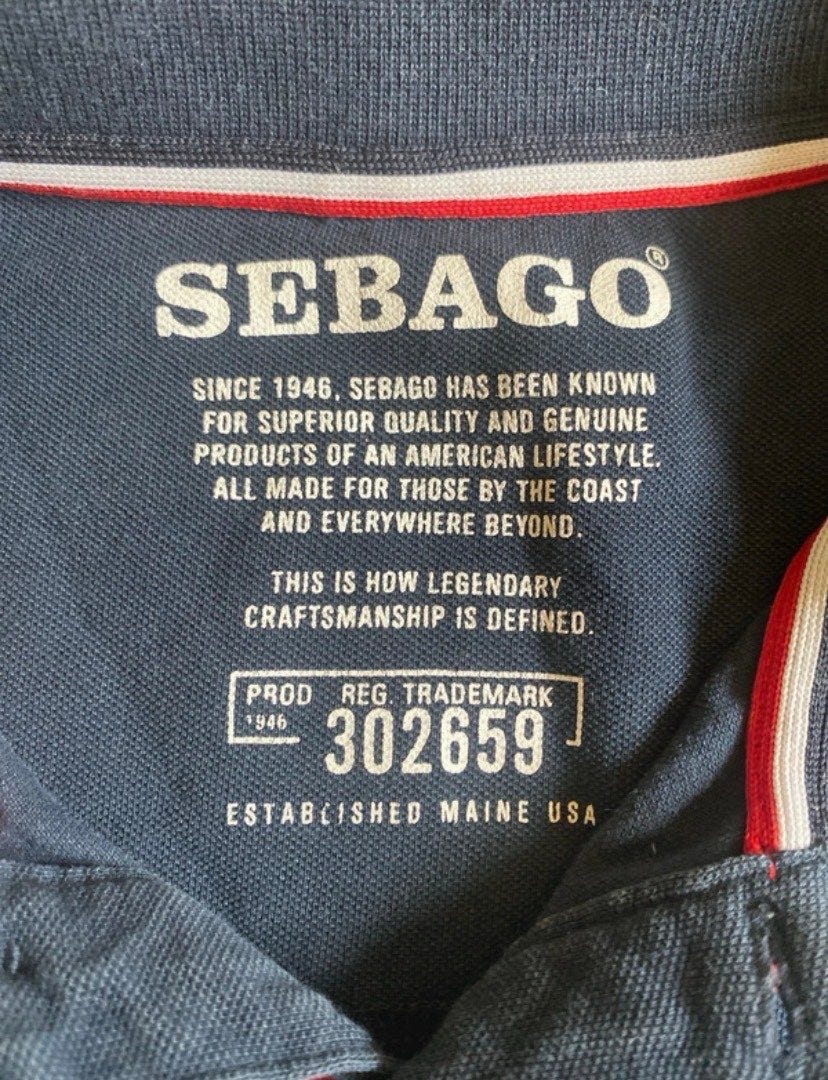 SEBAGO®
SINCE 1946, SEBAGO HAS BEEN KNOWN
FOR SUPERIOR QUALITY AND GENUINE
PRODUCTS OF AN AMERICAN LIFESTYLE.
ALL MADE FOR THOSE BY THE COAST
AND EVERYWHERE BEYOND.
THIS IS HOW LEGENDARY
CRAFTSMANSHIP IS DEFINED.
PROD REG TRADEMARK
1946 302659
ESTABLISHED MAINE USA